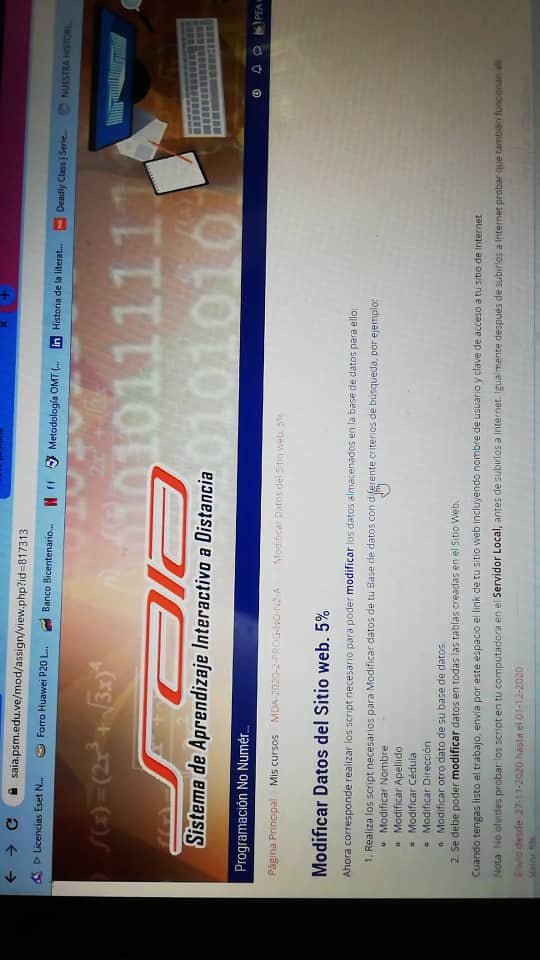 saia.psm.edu.ve/mod/assign/view.php?id=817313
Licencias Eset N... Forro Huawei P20 L... Banco Bicentenario... f f Metodología OMT (... Historia de la literat... Deadly Class | Serie... NUESTRA HISTORI...
f(x)=(2x³+√3x)⁴
saia
Sistema de Aprendizaje Interactivo a Distancia
Programación No Numér...
PEA
Página Principal Mis cursos MDA-2020-2-PROG-NO-N2-A Modificar Datos del Sitio web. 5%
Modificar Datos del Sitio web. 5%
Ahora corresponde realizar los script necesario para poder modificar los datos almacenados en la base de datos para ello:
1. Realiza los script necesarios para Modificar datos de tu Base de datos con diferente criterios de búsqueda, por ejemplo:
Modificar Nombre
Modificar Apellido
Modificar Cédula
Modificar Dirección
Modificar otro dato de su base de datos.
2. Se debe poder modificar datos en todas las tablas creadas en el Sitio Web.
Cuando tengas listo el trabajo, envía por este espacio el link de tu sitio web incluyendo nombre de usuario y clave de acceso a tu sitio de Internet
Nota- No olvides probar los script en tu computadora en el Servidor Local, antes de subirlos a Internet. Igualmente después de subirlos a Internet probar que también funcionan allí
Envío desde: 27-11-2020 hasta el 01-12-2020
Valor 5%